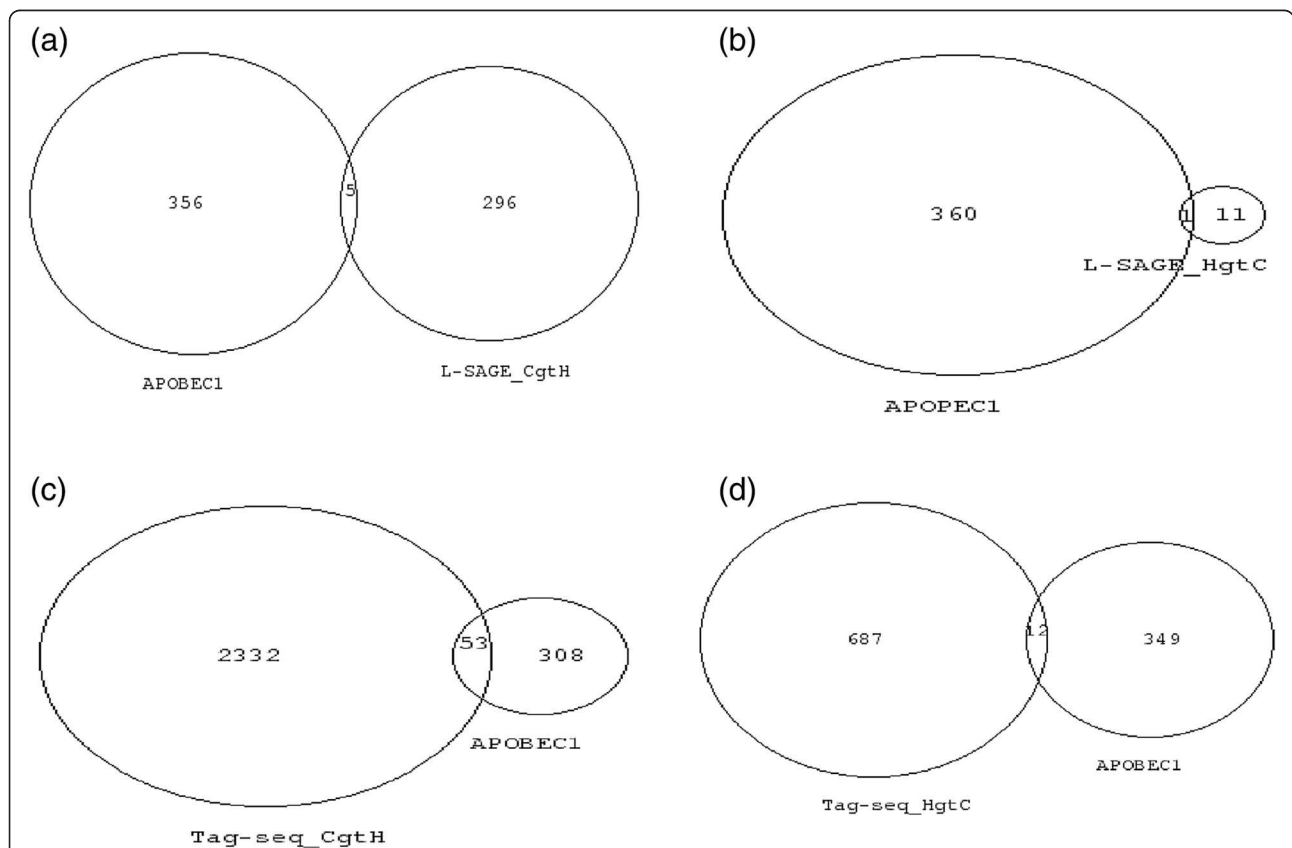 (a)
356
5
296
APOBEC1
L-SAGE_CgtH
(b)
360
1
11
L-SAGE_HgtC
APOPEC1
(c)
2332
53
308
APOBEC1
Tag-seq_CgtH
(d)
687
12
349
APOBEC1
Tag-seq_HgtC